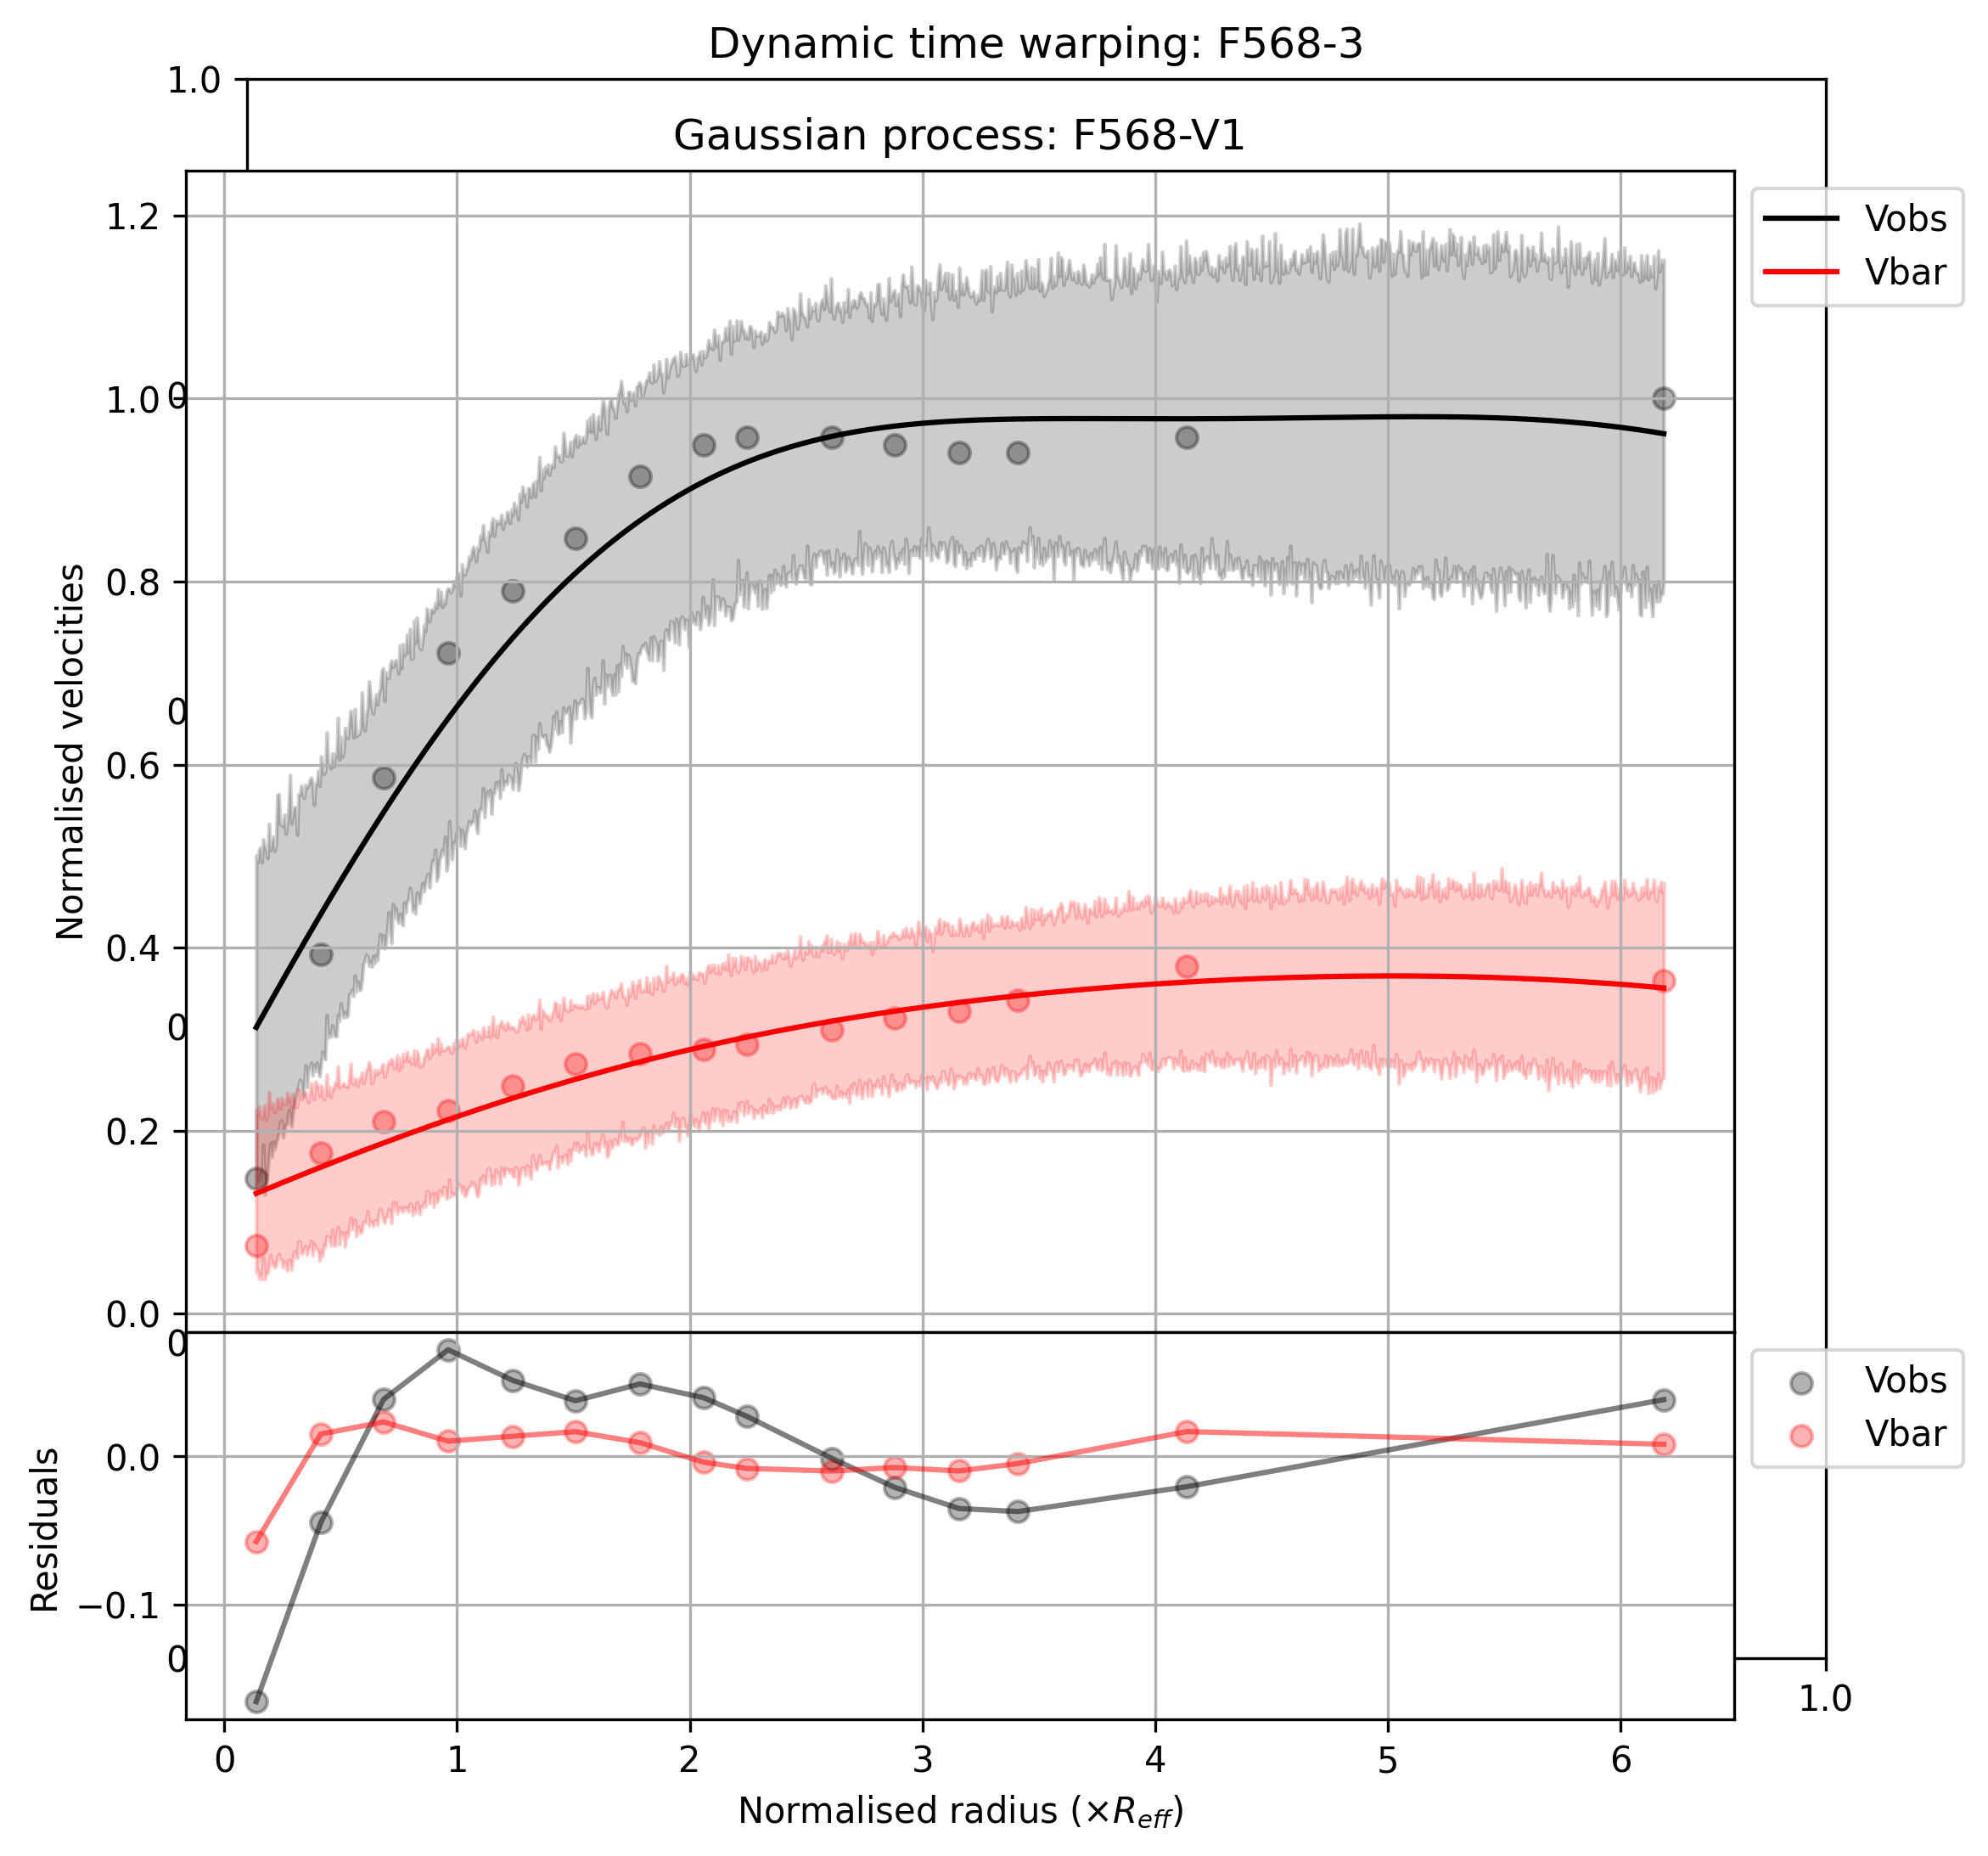 Dynamic time warping: F568-3
1.0
Gaussian process: F568-V1
1.2
1.0
0
0.8
0
0.6
0.4
0
0.2
0.0
Normalised velocities
Vobs
Vbar
0
0.0
−0.1
0
Residuals
Vobs
Vbar
1.0
0 1 2 3 4 5 6
Normalised radius (×R_eff)